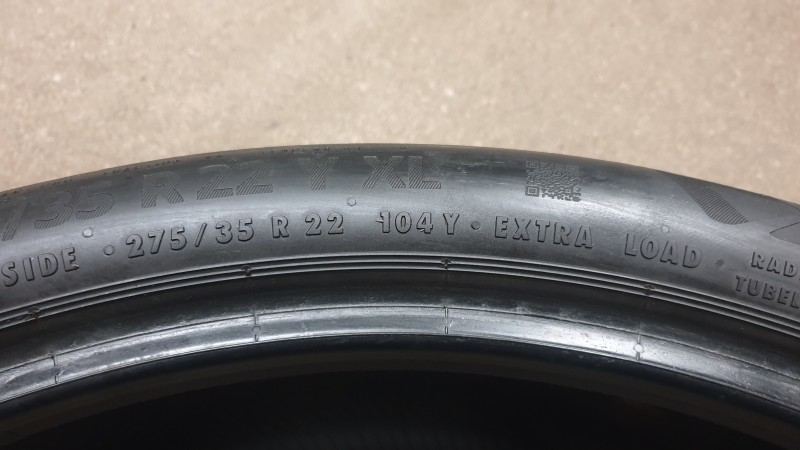 /35 R 22 Y XL
SIDE • 275/35 R 22 104 Y • EXTRA LOAD